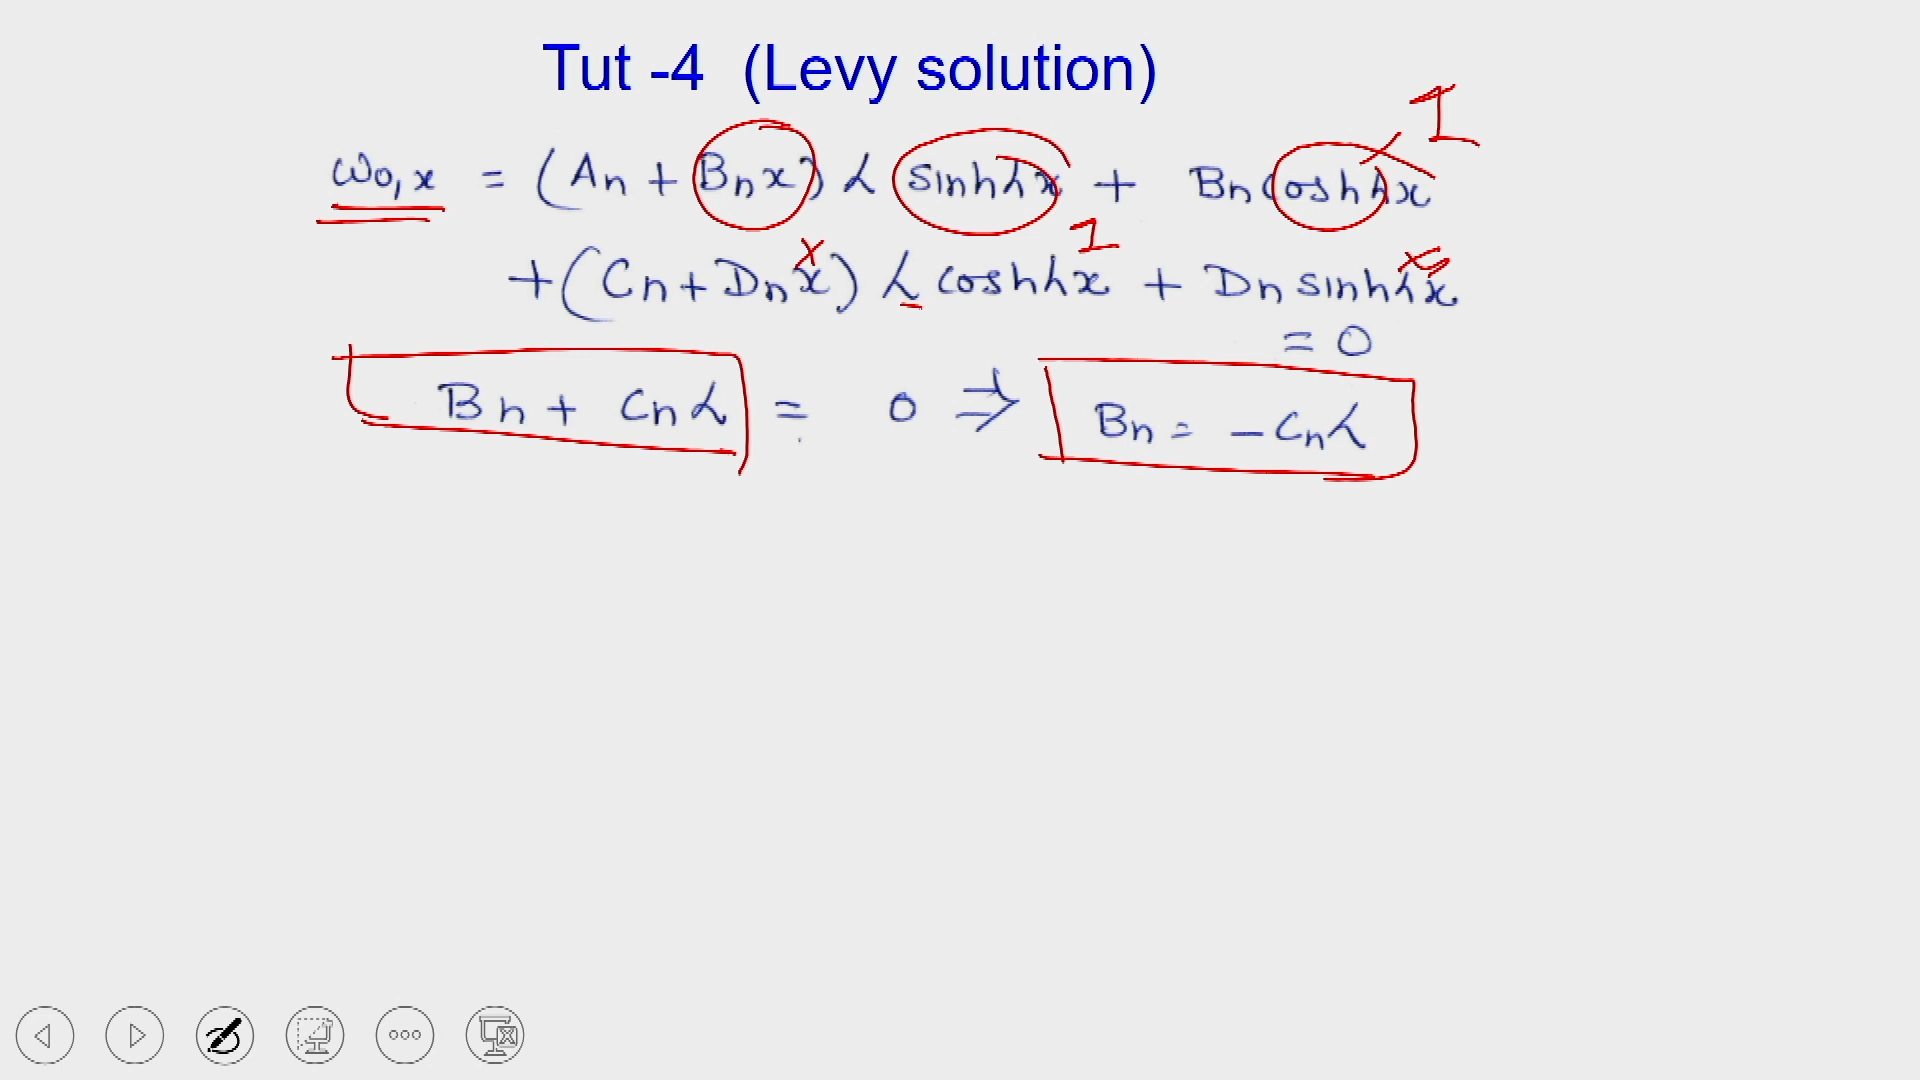 Tut -4 (Levy solution)
I
w0,x = (An + Bnx) λ sinhλx + Bn coshλx
I
+ (Cn + Dnx) λ coshλx + Dn sinhλx
= 0
Bn + Cnλ = 0 ⇒ Bn = - Cnλ